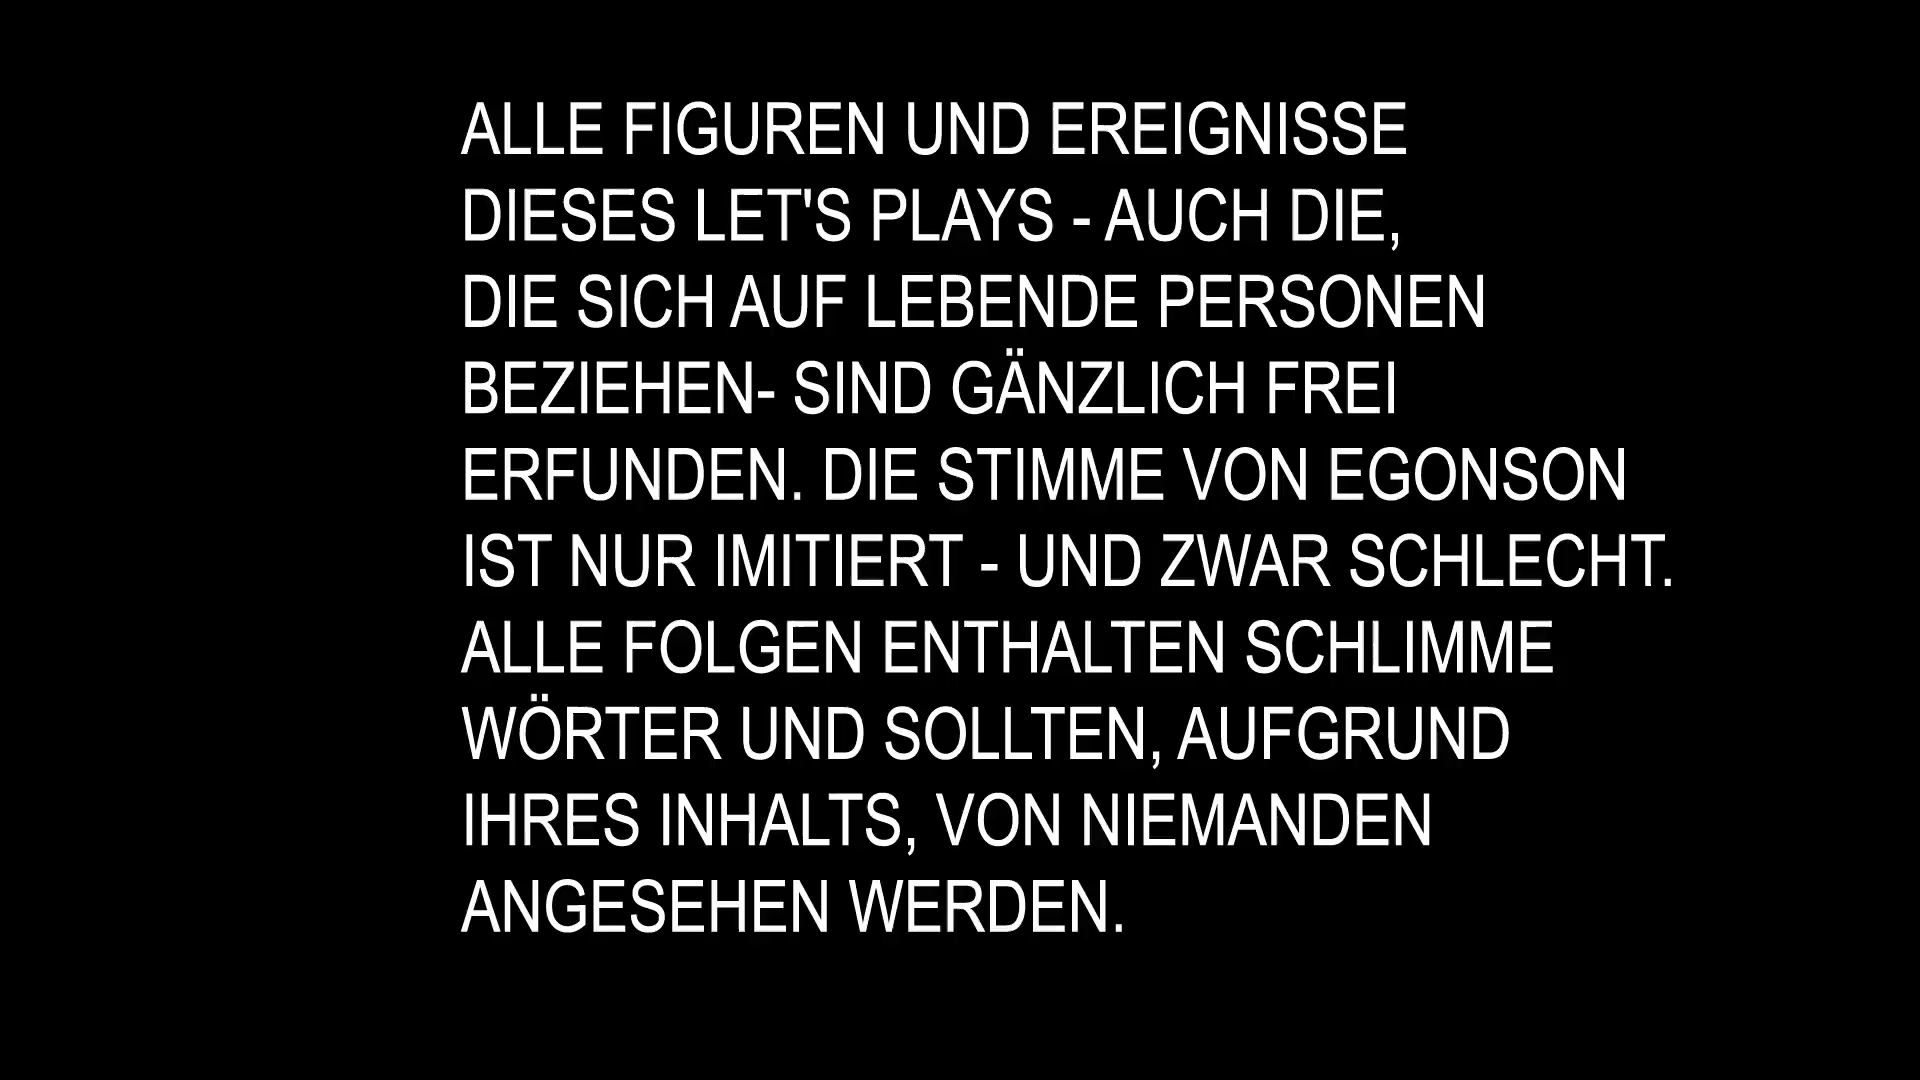 ALLE FIGUREN UND EREIGNISSE
DIESES LET'S PLAYS - AUCH DIE,
DIE SICH AUF LEBENDE PERSONEN
BEZIEHEN- SIND GÄNZLICH FREI
ERFUNDEN. DIE STIMME VON EGONSON
IST NUR IMITIERT - UND ZWAR SCHLECHT.
ALLE FOLGEN ENTHALTEN SCHLIMME
WÖRTER UND SOLLTEN, AUFGRUND
IHRES INHALTS, VON NIEMANDEN
ANGESEHEN WERDEN.